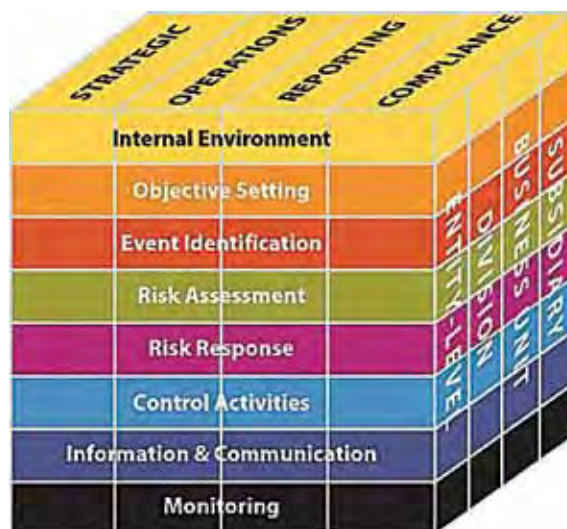 STRATEGIC
OPERATIONS
REPORTING
COMPLIANCE
Internal Environment
Objective Setting
Event Identification
Risk Assessment
Risk Response
Control Activities
Information & Communication
Monitoring
ENTITY-LEVEL
DIVISION
BUSINESS UNIT
SUBSIDIARY